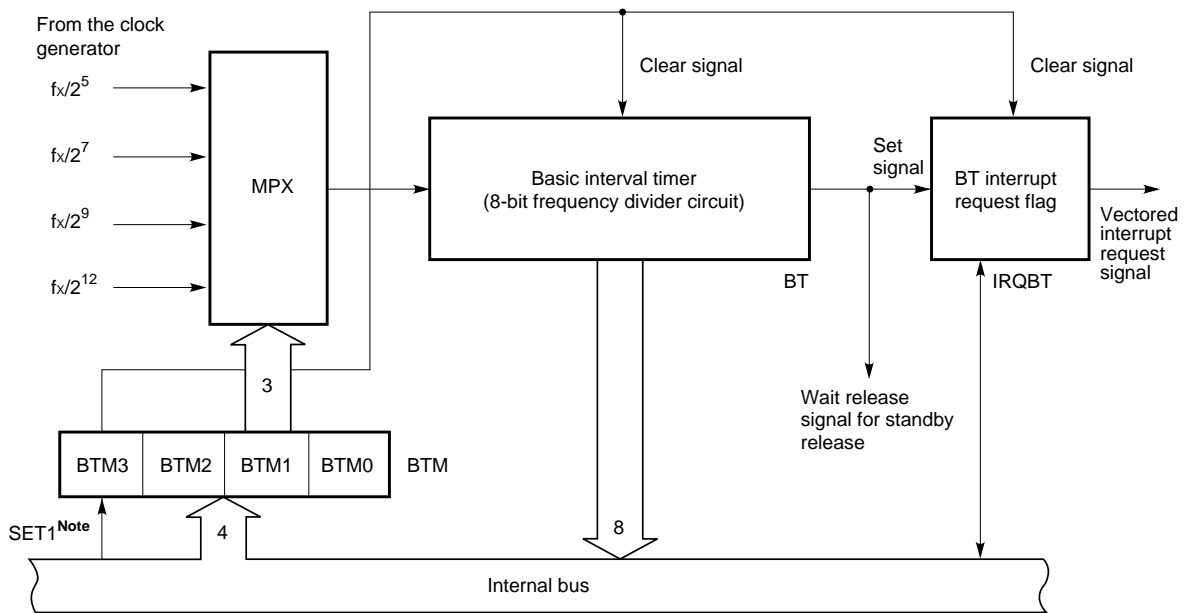 From the clock
generator
fx/2^5
fx/2^7
fx/2^9
fx/2^12
MPX
Clear signal
Clear signal
Basic interval timer
(8-bit frequency divider circuit)
BT
Set
signal
BT interrupt
request flag
IRQBT
Vectored
interrupt
request
signal
Wait release
signal for standby
release
3
BTM3 BTM2 BTM1 BTM0 BTM
SET1^Note
4
8
Internal bus